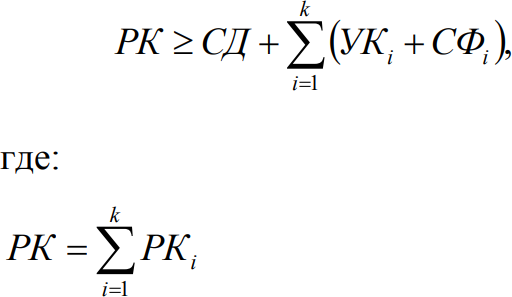 РК ≥ СД + ∑_{i=1}^{k} (УК_i + СФ_i),
где:
РК = ∑_{i=1}^{k} РК_i